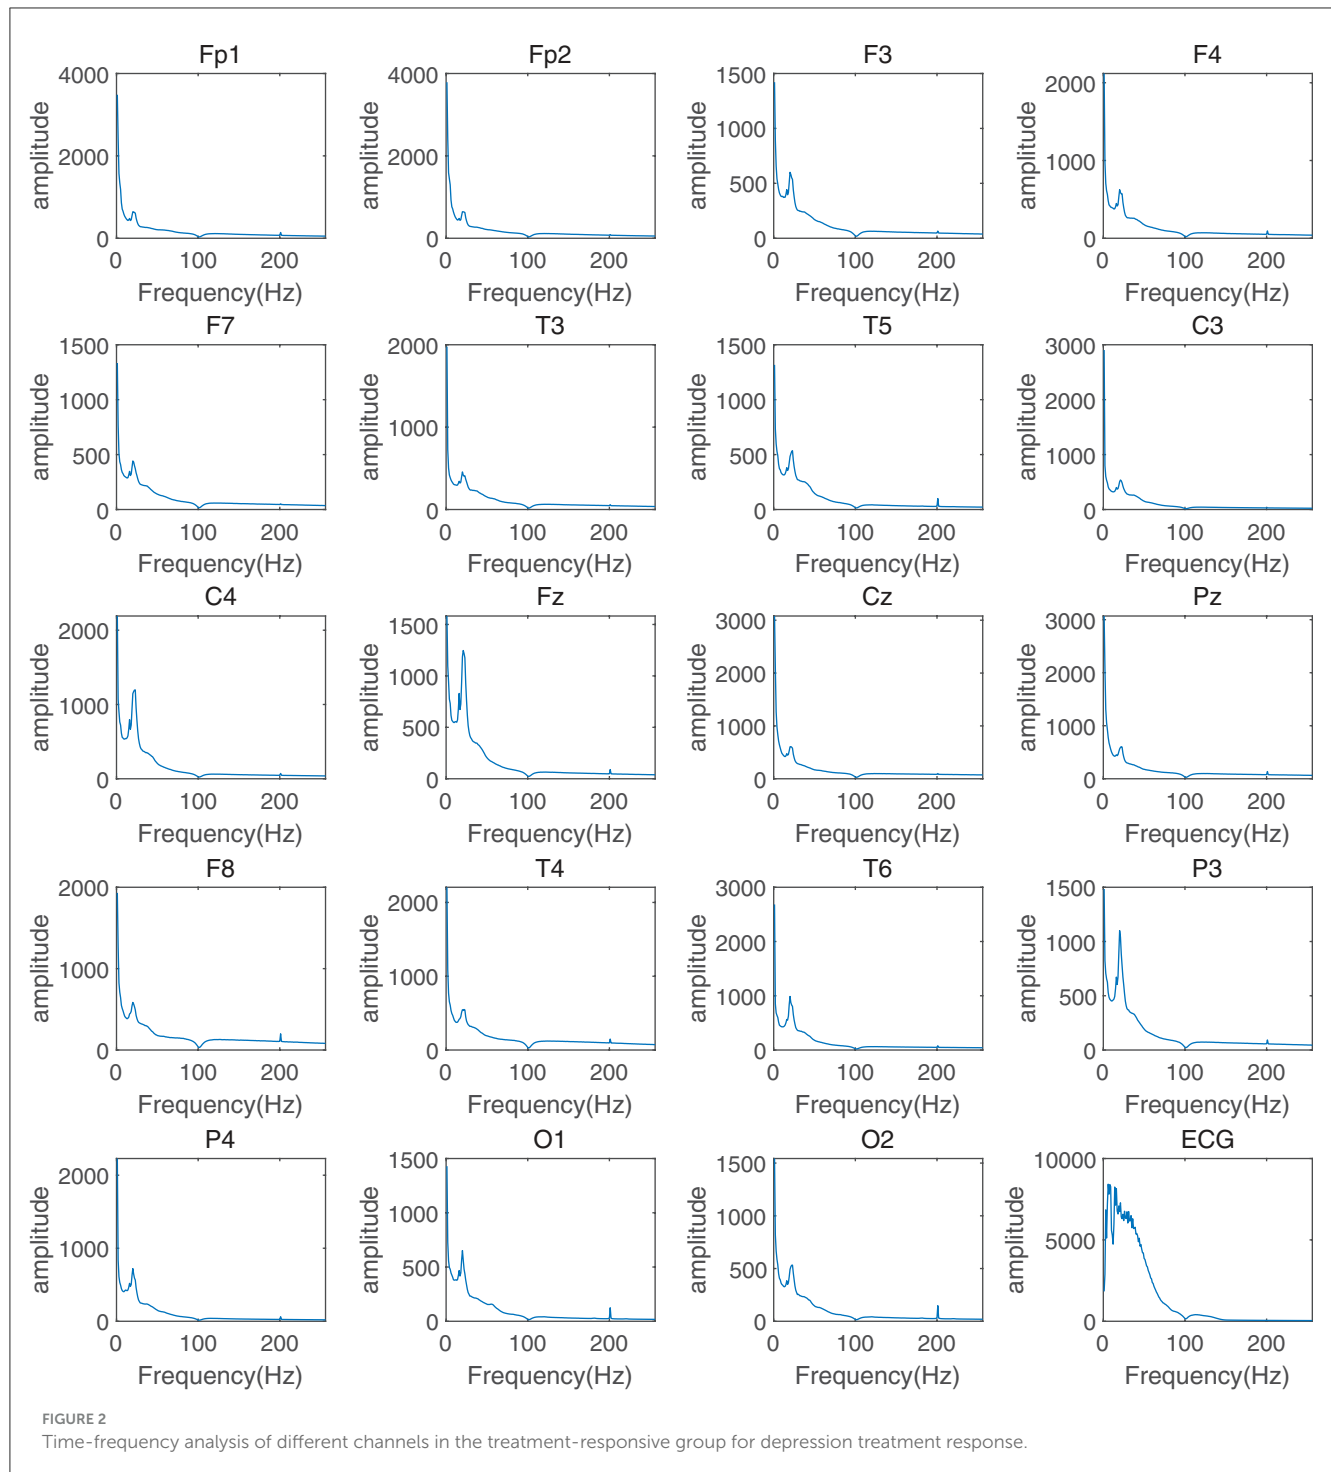 Fp1
Fp2
F3
F4
4000
2000
0
amplitude
0 100 200
Frequency(Hz)
4000
2000
0
amplitude
0 100 200
Frequency(Hz)
1500
1000
500
0
amplitude
0 100 200
Frequency(Hz)
2000
1000
0
amplitude
0 100 200
Frequency(Hz)
F7
T3
T5
C3
1500
1000
500
0
amplitude
0 100 200
Frequency(Hz)
2000
1000
0
amplitude
0 100 200
Frequency(Hz)
1500
1000
500
0
amplitude
0 100 200
Frequency(Hz)
3000
2000
1000
0
amplitude
0 100 200
Frequency(Hz)
C4
Fz
Cz
Pz
2000
1000
0
amplitude
0 100 200
Frequency(Hz)
1500
1000
500
0
amplitude
0 100 200
Frequency(Hz)
3000
2000
1000
0
amplitude
0 100 200
Frequency(Hz)
3000
2000
1000
0
amplitude
0 100 200
Frequency(Hz)
F8
T4
T6
P3
2000
1000
0
amplitude
0 100 200
Frequency(Hz)
2000
1000
0
amplitude
0 100 200
Frequency(Hz)
3000
2000
1000
0
amplitude
0 100 200
Frequency(Hz)
1500
1000
500
0
amplitude
0 100 200
Frequency(Hz)
P4
O1
O2
ECG
2000
1000
0
amplitude
0 100 200
Frequency(Hz)
1500
1000
500
0
amplitude
0 100 200
Frequency(Hz)
1500
1000
500
0
amplitude
0 100 200
Frequency(Hz)
10000
5000
0
amplitude
0 100 200
Frequency(Hz)
FIGURE 2
Time-frequency analysis of different channels in the treatment-responsive group for depression treatment response.